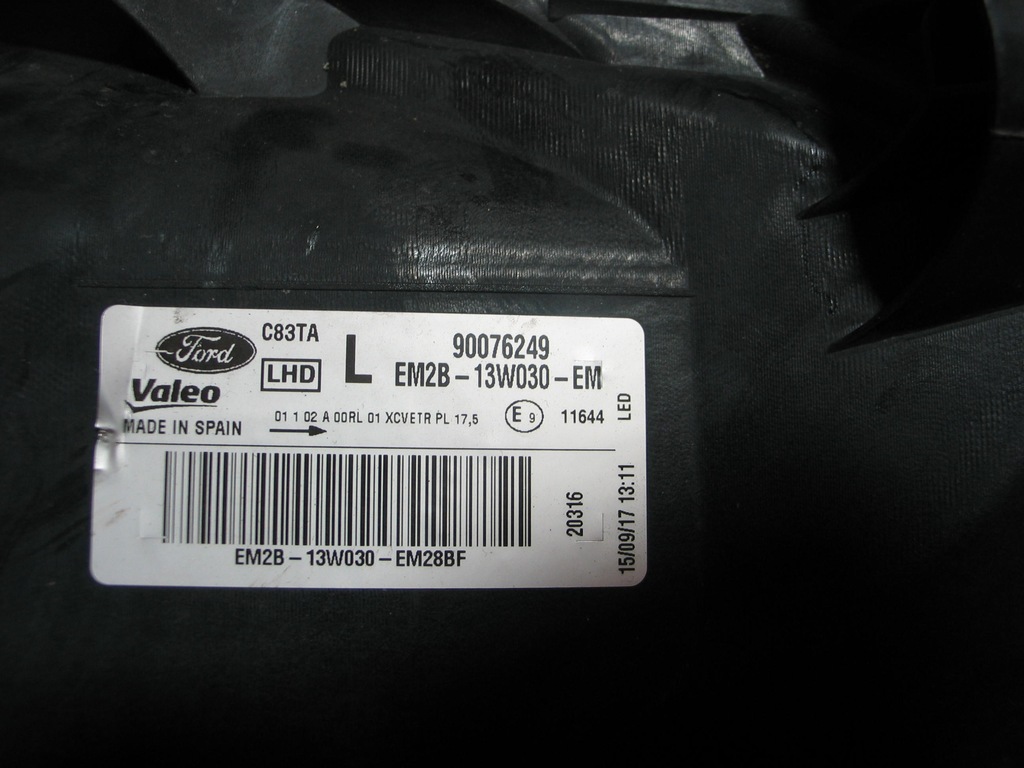 Ford
C83TA
Valeo
LHD
L
90076249
EM2B-13W030-EM
MADE IN SPAIN
01 1 02 A 00RL 01 XCVETR PL 17,5
E 9
11644
LED
20316
15/09/17 13:11
EM2B-13W030-EM28BF